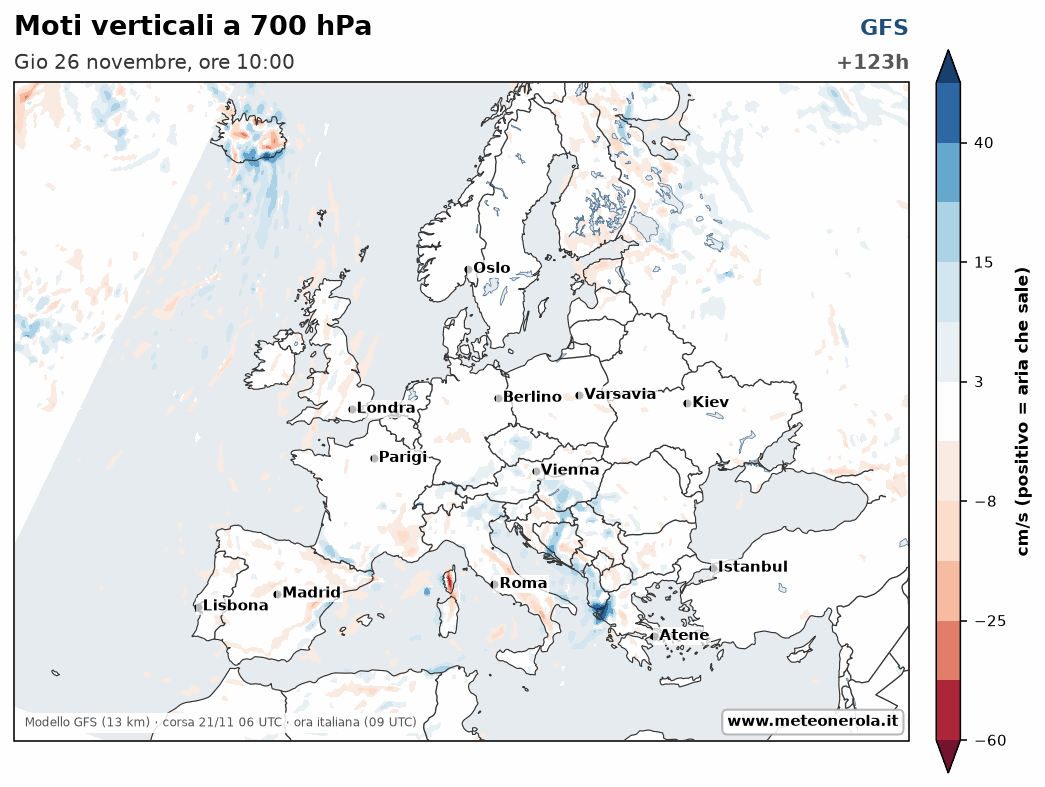 Moti verticali a 700 hPa
GFS
Gio 26 novembre, ore 10:00
+123h
40
15
3
−8
−25
−60
cm/s (positivo = aria che sale)
Oslo
Berlino
Varsavia
Kiev
Londra
Parigi
Vienna
Istanbul
Roma
Madrid
Lisbona
Atene
Modello GFS (13 km) · corsa 21/11 06 UTC · ora italiana (09 UTC)
www.meteonerola.it